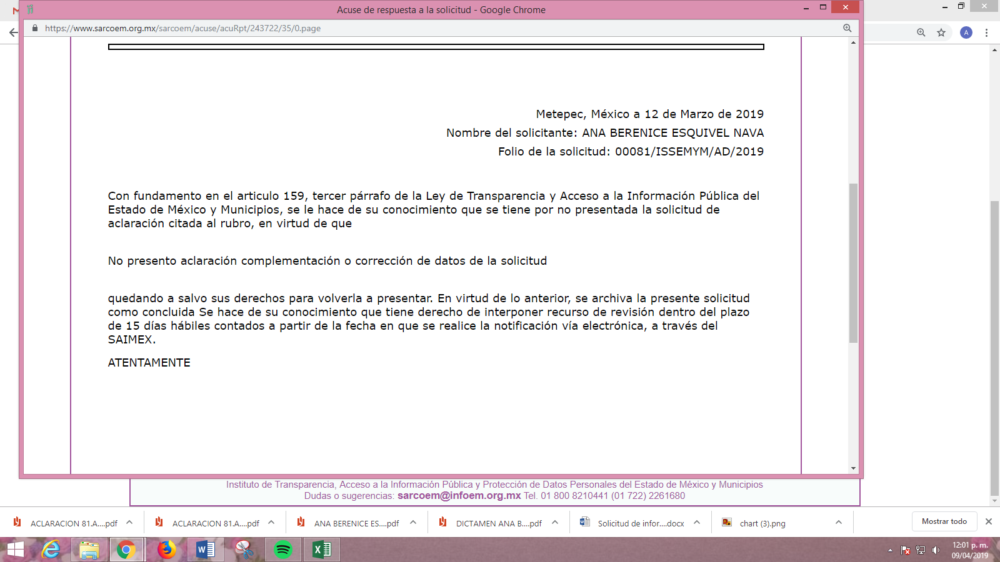 Acuse de respuesta a la solicitud - Google Chrome
https://www.sarcoem.org.mx/sarcoem/acuse/acuRpt/243722/35/0.page
A
Metepec, México a 12 de Marzo de 2019
Nombre del solicitante: ANA BERENICE ESQUIVEL NAVA
Folio de la solicitud: 00081/ISSEMYM/AD/2019
Con fundamento en el articulo 159, tercer párrafo de la Ley de Transparencia y Acceso a la Información Pública del
Estado de México y Municipios, se le hace de su conocimiento que se tiene por no presentada la solicitud de
aclaración citada al rubro, en virtud de que
No presento aclaración complementación o corrección de datos de la solicitud
quedando a salvo sus derechos para volverla a presentar. En virtud de lo anterior, se archiva la presente solicitud
como concluida Se hace de su conocimiento que tiene derecho de interponer recurso de revisión dentro del plazo
de 15 días hábiles contados a partir de la fecha en que se realice la notificación vía electrónica, a través del
SAIMEX.
ATENTAMENTE
Instituto de Transparencia, Acceso a la Información Pública y Protección de Datos Personales del Estado de México y Municipios
Dudas o sugerencias: sarcoem@infoem.org.mx Tel. 01 800 8210441 (01 722) 2261680
ACLARACION 81.A....pdf
ACLARACION 81.A....pdf
ANA BERENICE ES....pdf
DICTAMEN ANA B....pdf
Solicitud de infor....docx
chart (3).png
Mostrar todo
12:01 p. m.
09/04/2019